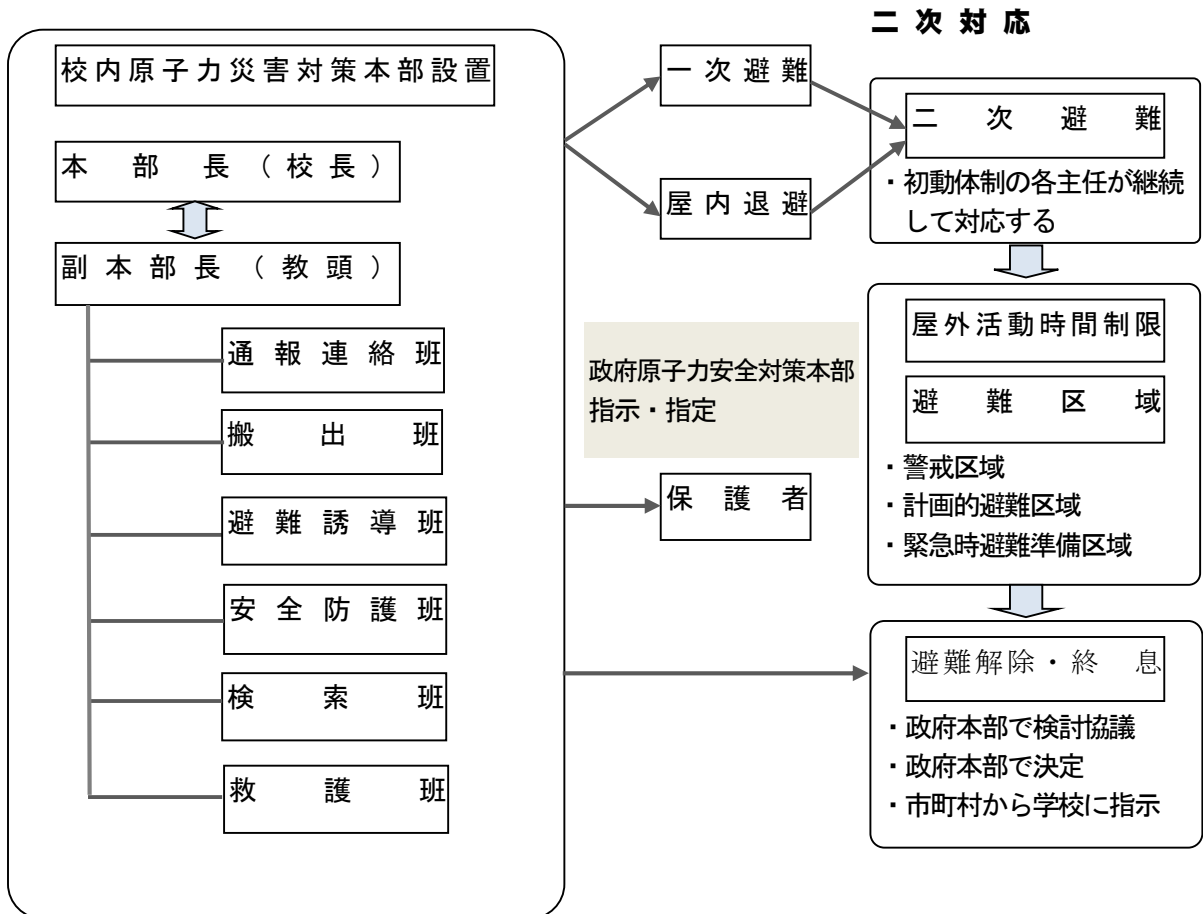 二次対応
校内原子力災害対策本部設置
本部長（校長）
副本部長（教頭）
通報連絡班
搬出班
避難誘導班
安全防護班
検索班
救護班
一次避難
屋内退避
政府原子力安全対策本部
指示・指定
保護者
二次避難
・初動体制の各主任が継続
して対応する
屋外活動時間制限
避難区域
・警戒区域
・計画的避難区域
・緊急時避難準備区域
避難解除・終息
・政府本部で検討協議
・政府本部で決定
・市町村から学校に指示